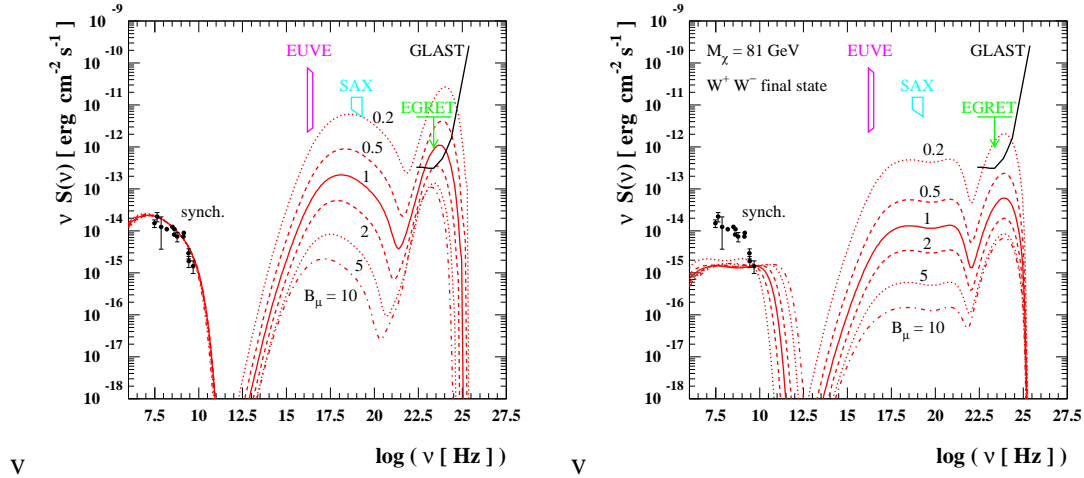 ν S(ν) [ erg cm⁻² s⁻¹ ]
10⁻⁹
10⁻¹⁰
10⁻¹¹
10⁻¹²
10⁻¹³
10⁻¹⁴
10⁻¹⁵
10⁻¹⁶
10⁻¹⁷
10⁻¹⁸
EUVE
SAX
GLAST
EGRET
0.2
0.5
1
2
5
B_μ = 10
synch.
7.5 10 12.5 15 17.5 20 22.5 25 27.5
log ( ν [ Hz ] )
v
ν S(ν) [ erg cm⁻² s⁻¹ ]
10⁻⁹
10⁻¹⁰
10⁻¹¹
10⁻¹²
10⁻¹³
10⁻¹⁴
10⁻¹⁵
10⁻¹⁶
10⁻¹⁷
10⁻¹⁸
M_χ = 81 GeV
W⁺ W⁻ final state
EUVE
SAX
GLAST
EGRET
0.2
0.5
1
2
5
B_μ = 10
synch.
7.5 10 12.5 15 17.5 20 22.5 25 27.5
log ( ν [ Hz ] )
v